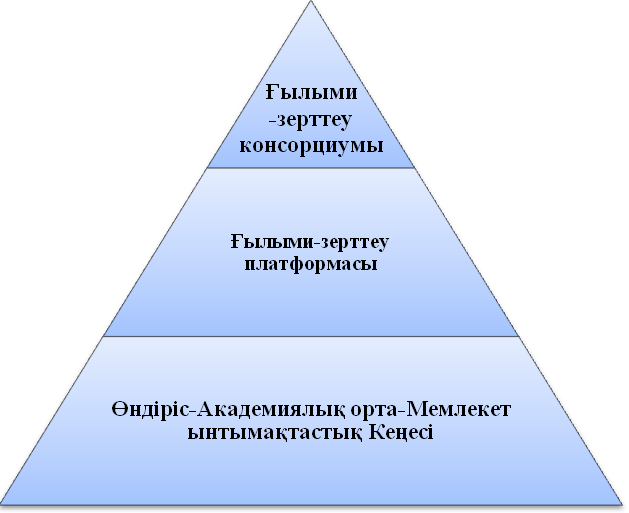 Ғылыми
-зерттеу
консорциумы
Ғылыми-зерттеу
платформасы
Өндіріс-Академиялық орта-Мемлекет
ынтымақтастық Кеңесі